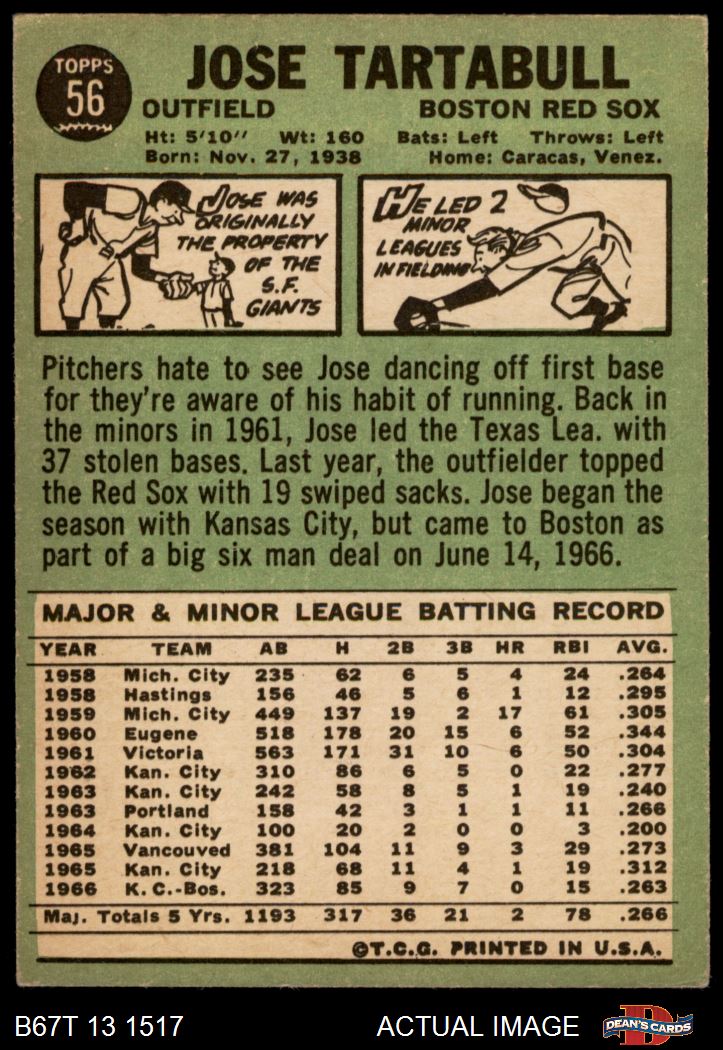 TOPPS
56
JOSE TARTABULL
OUTFIELD BOSTON RED SOX
Ht: 5'10'' Wt: 160 Bats: Left Throws: Left
Born: Nov. 27, 1938 Home: Caracas, Venez.
JOSE WAS
ORIGINALLY
THE PROPERTY
OF THE
S.F.
GIANTS
HE LED 2
MINOR
LEAGUES
IN FIELDING
Pitchers hate to see Jose dancing off first base
for they're aware of his habit of running. Back in
the minors in 1961, Jose led the Texas Lea. with
37 stolen bases. Last year, the outfielder topped
the Red Sox with 19 swiped sacks. Jose began the
season with Kansas City, but came to Boston as
part of a big six man deal on June 14, 1966.
MAJOR & MINOR LEAGUE BATTING RECORD
YEAR TEAM AB H 2B 3B HR RBI AVG.
1958 Mich. City 235 62 6 5 4 24 .264
1958 Hastings 156 46 5 6 1 12 .295
1959 Mich. City 449 137 19 2 17 61 .305
1960 Eugene 518 178 20 15 6 52 .344
1961 Victoria 563 171 31 10 6 50 .304
1962 Kan. City 310 86 6 5 0 22 .277
1963 Kan. City 242 58 8 5 1 19 .240
1963 Portland 158 42 3 1 1 11 .266
1964 Kan. City 100 20 2 0 0 3 .200
1965 Vancouved 381 104 11 9 3 29 .273
1965 Kan. City 218 68 11 4 1 19 .312
1966 K. C.-Bos. 323 85 9 7 0 15 .263
Maj. Totals 5 Yrs. 1193 317 36 21 2 78 .266
©T.C.G. PRINTED IN U.S.A.
B67T 13 1517 ACTUAL IMAGE
D
DEAN'S CARDS